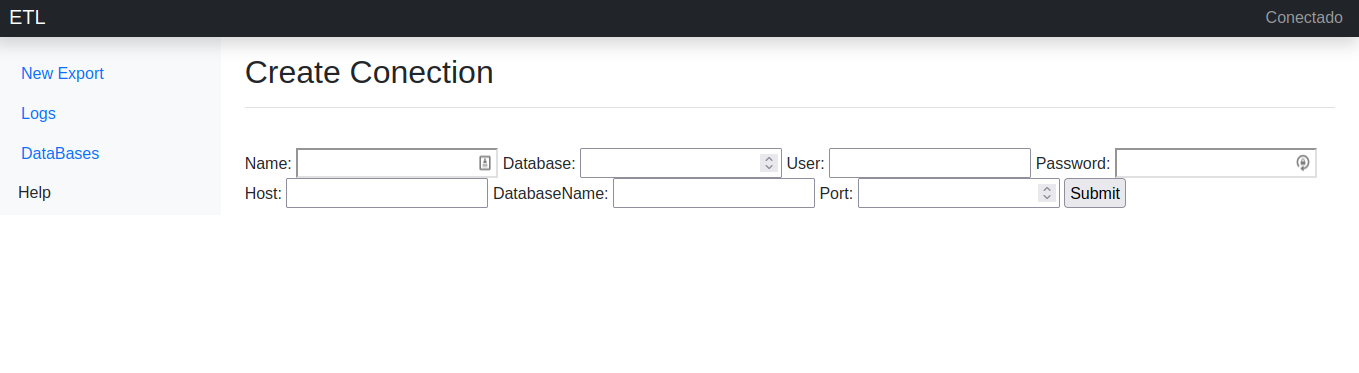 ETL Conectado
New Export
Logs
DataBases
Help
Create Conection
Name: Database: User: Password:
Host: DatabaseName: Port: Submit